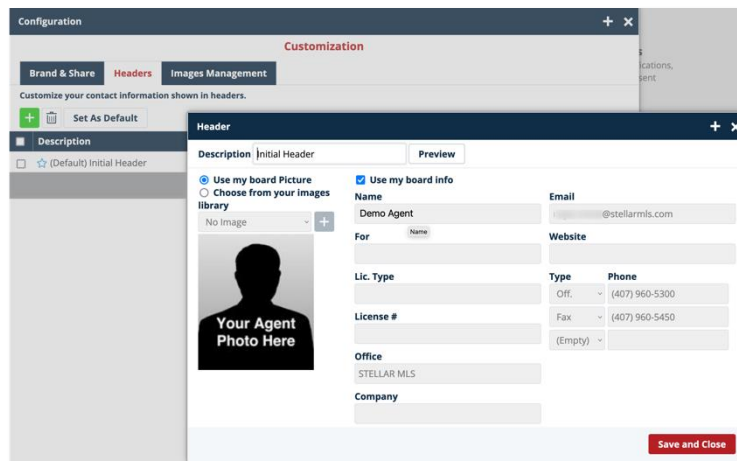 Configuration
Customization
Brand & Share Headers Images Management
Customize your contact information shown in headers.
Set As Default
Description
(Default) Initial Header
Header
Description Initial Header Preview
Use my board Picture
Choose from your images
library
No Image
Your Agent
Photo Here
Use my board info
Name
Demo Agent
Name
For
Lic. Type
License #
Office
STELLAR MLS
Company
Email
@stellarmls.com
Website
Type Phone
Off. (407) 960-5300
Fax (407) 960-5450
(Empty)
Save and Close